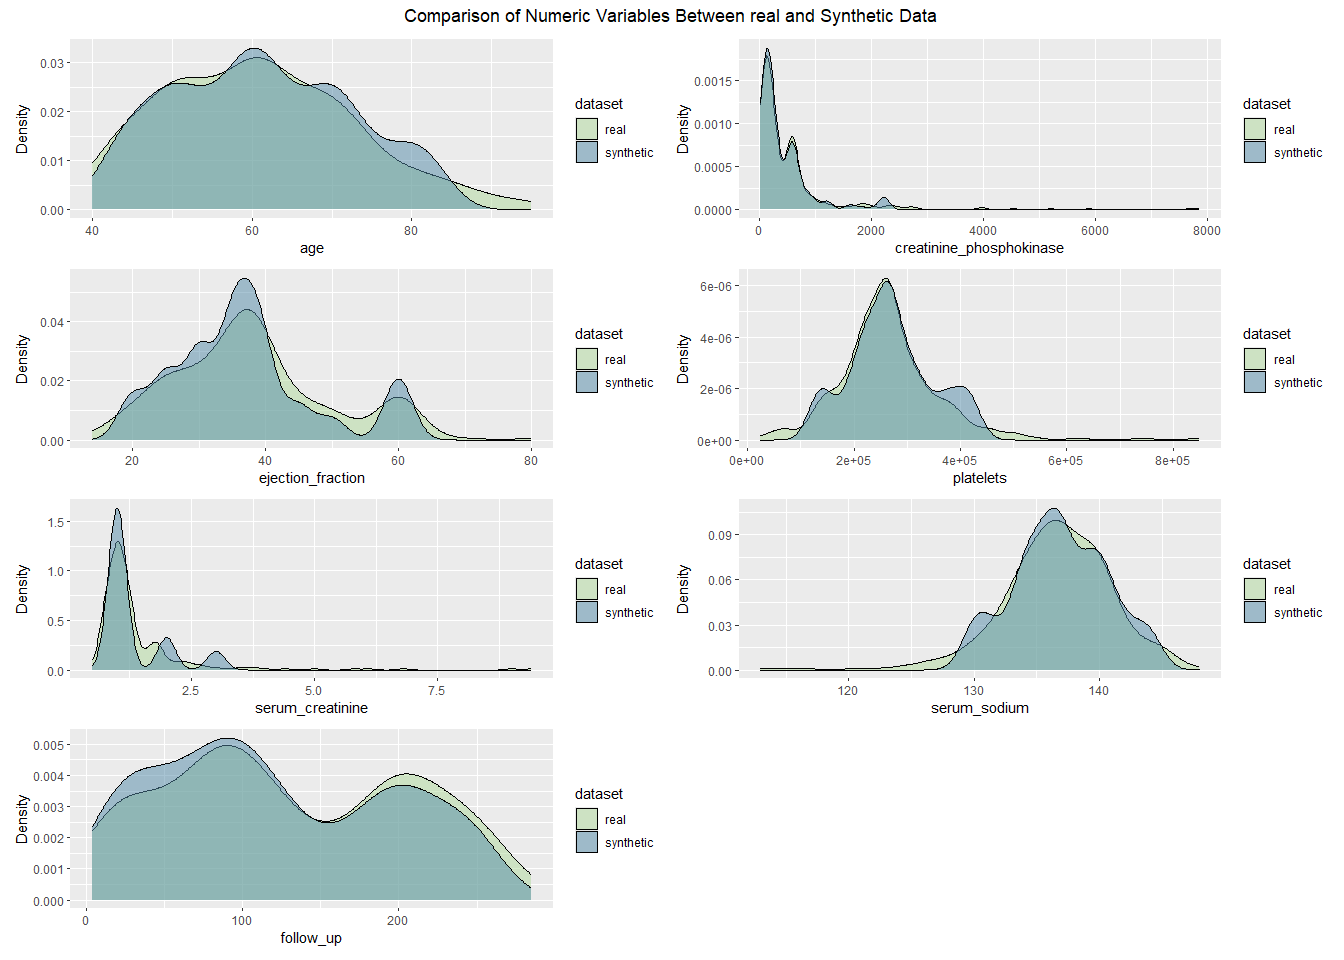 Comparison of Numeric Variables Between real and Synthetic Data
Density
0.03
0.02
0.01
0.00
40
60
80
age
dataset
real
synthetic
Density
0.0015
0.0010
0.0005
0.0000
0
2000
4000
6000
8000
creatinine_phosphokinase
dataset
real
synthetic
Density
0.04
0.02
0.00
20
40
60
80
ejection_fraction
dataset
real
synthetic
Density
6e-06
4e-06
2e-06
0e+00
0e+00
2e+05
4e+05
6e+05
8e+05
platelets
dataset
real
synthetic
Density
1.5
1.0
0.5
0.0
2.5
5.0
7.5
serum_creatinine
dataset
real
synthetic
Density
0.09
0.06
0.03
0.00
120
130
140
serum_sodium
dataset
real
synthetic
Density
0.005
0.004
0.003
0.002
0.001
0.000
0
100
200
follow_up
dataset
real
synthetic